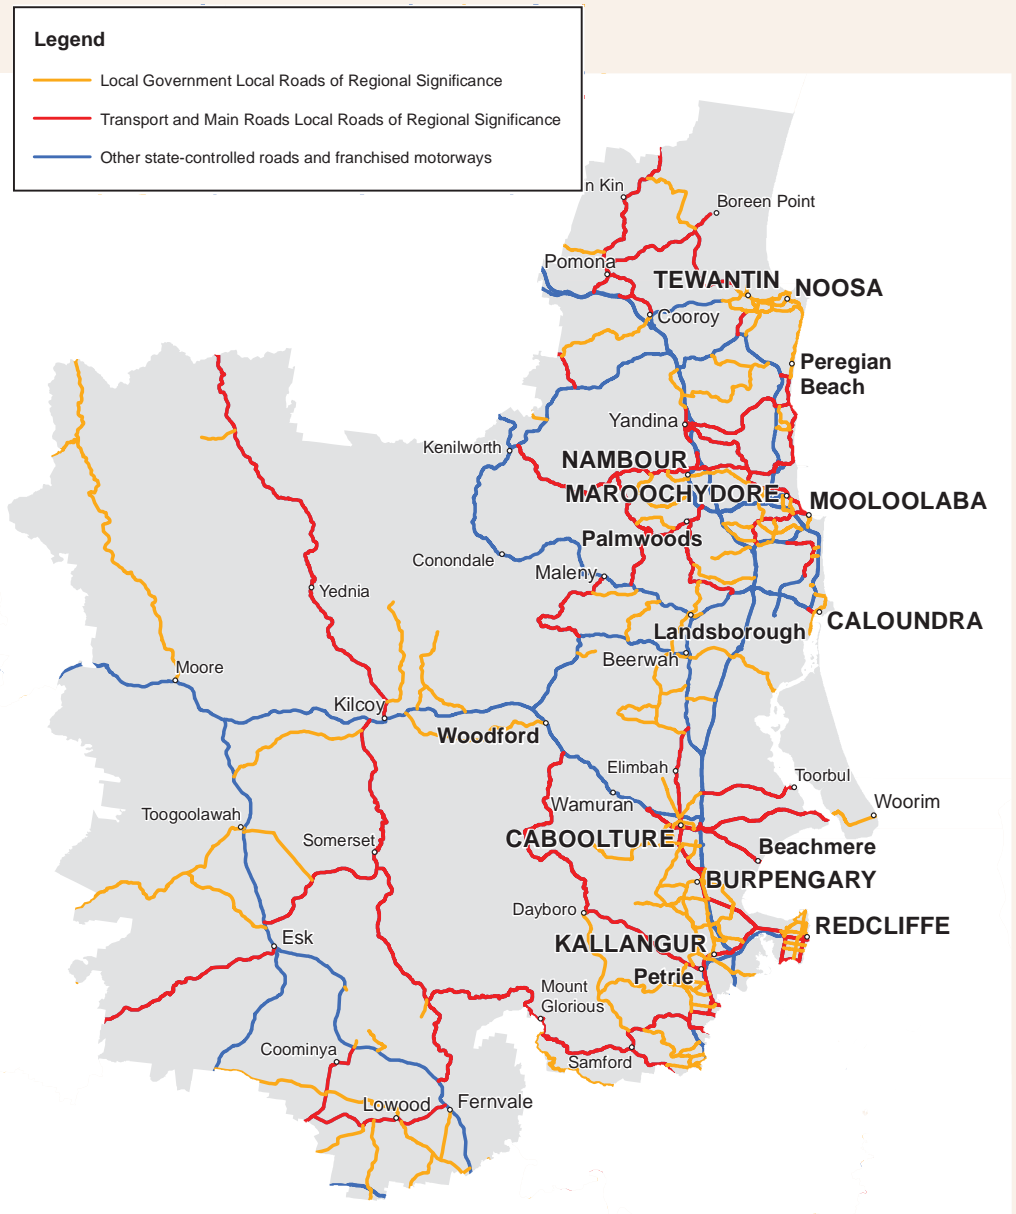 Legend
Local Government Local Roads of Regional Significance
Transport and Main Roads Local Roads of Regional Significance
Other state-controlled roads and franchised motorways
n Kin
Boreen Point
Pomona
TEWANTIN
NOOSA
Cooroy
Peregian
Beach
Yandina
Kenilworth
NAMBOUR
MAROOCHYDORE
MOOLOOLABA
Palmwoods
Conondale
Maleny
Yednia
CALOUNDRA
Landsborough
Beerwah
Moore
Kilcoy
Woodford
Elimbah
Toorbul
Wamuran
Woorim
Toogoolawah
Somerset
CABOOLTURE
Beachmere
BURPENGARY
Dayboro
REDCLIFFE
Esk
KALLANGUR
Petrie
Mount
Glorious
Coominya
Samford
Lowood
Fernvale